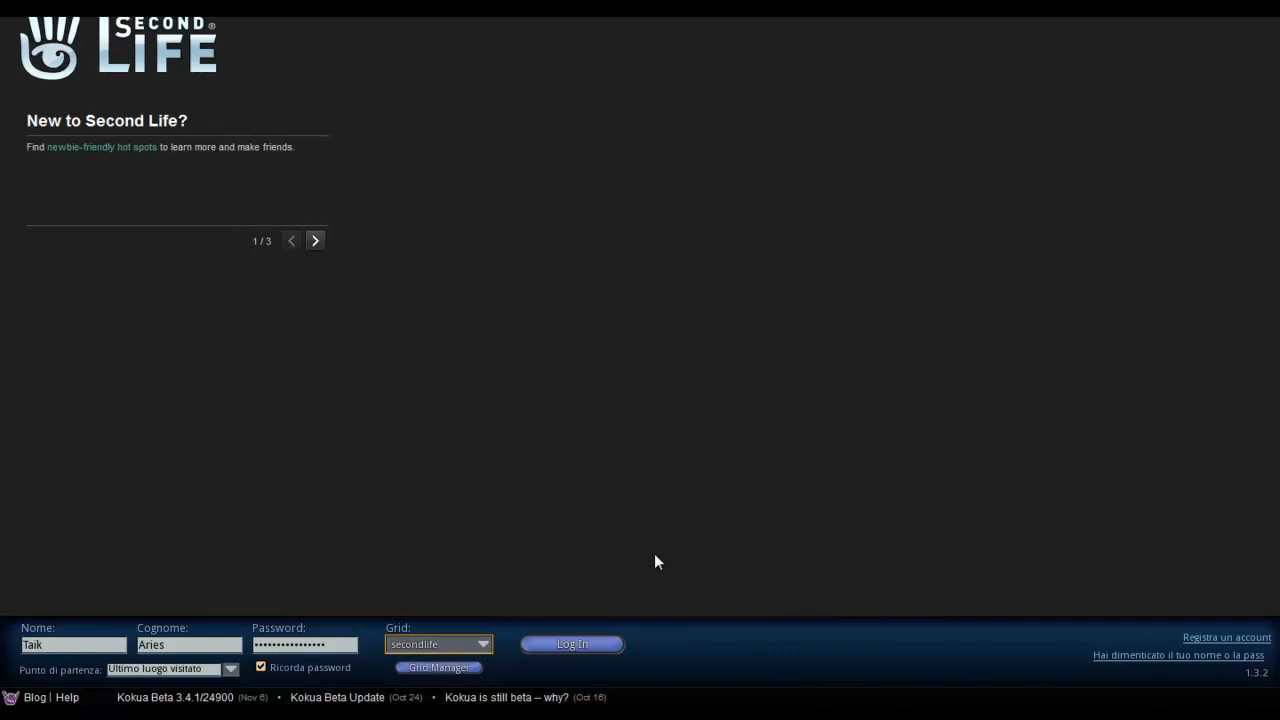 SECOND®
LIFE
New to Second Life?
Find newbie-friendly hot spots to learn more and make friends.
1 / 3
Nome: Cognome: Password: Grid:
Taik Aries •••••••••••••••• secondlife Log In
Registra un account
Hai dimenticato il tuo nome o la pass
Punto di partenza: Ultimo luogo visitato Ricorda password Grid Manager
1.3.2
Blog | Help Kokua Beta 3.4.1/24900 (Nov 6) • Kokua Beta Update (Oct 24) • Kokua is still beta -- why? (Oct 16)